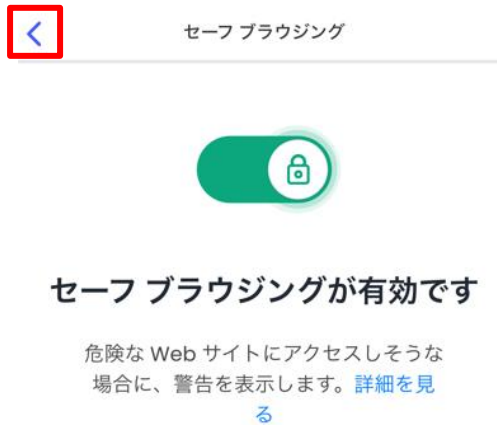 セーフ ブラウジング
セーフ ブラウジングが有効です
危険な Web サイトにアクセスしそうな
場合に、警告を表示します。詳細を見
る